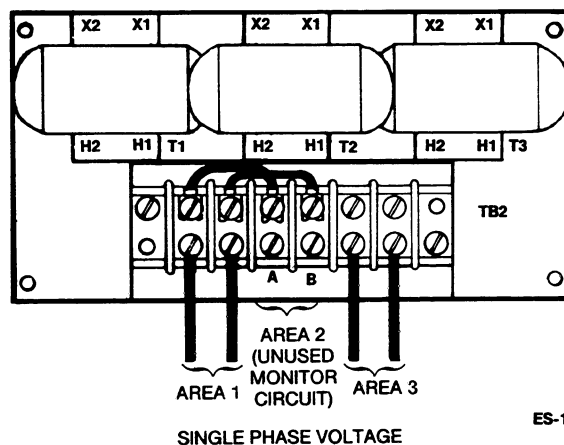 X2 X1 X2 X1 X2 X1
H2 H1 T1 H2 H1 T2 H2 H1 T3
TB2
A B
AREA 1
AREA 2
(UNUSED
MONITOR
CIRCUIT)
AREA 3
ES-1
SINGLE PHASE VOLTAGE